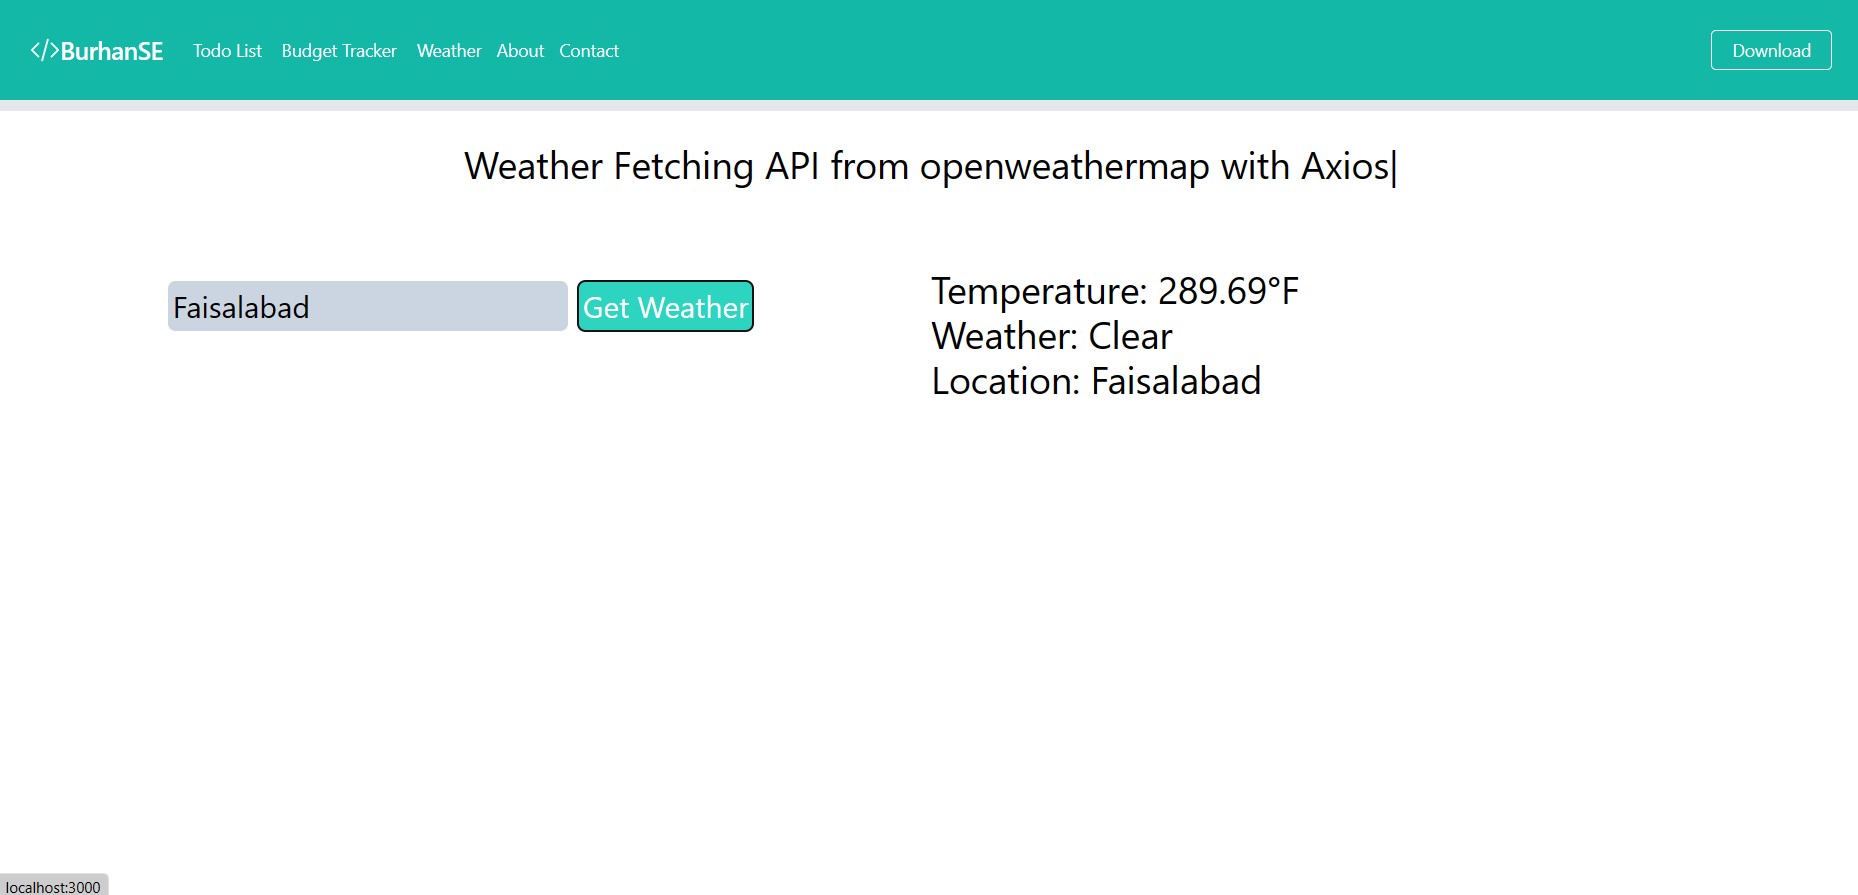 </>BurhanSE Todo List Budget Tracker Weather About Contact Download
Weather Fetching API from openweathermap with Axios|
Faisalabad Get Weather
Temperature: 289.69°F
Weather: Clear
Location: Faisalabad
localhost:3000